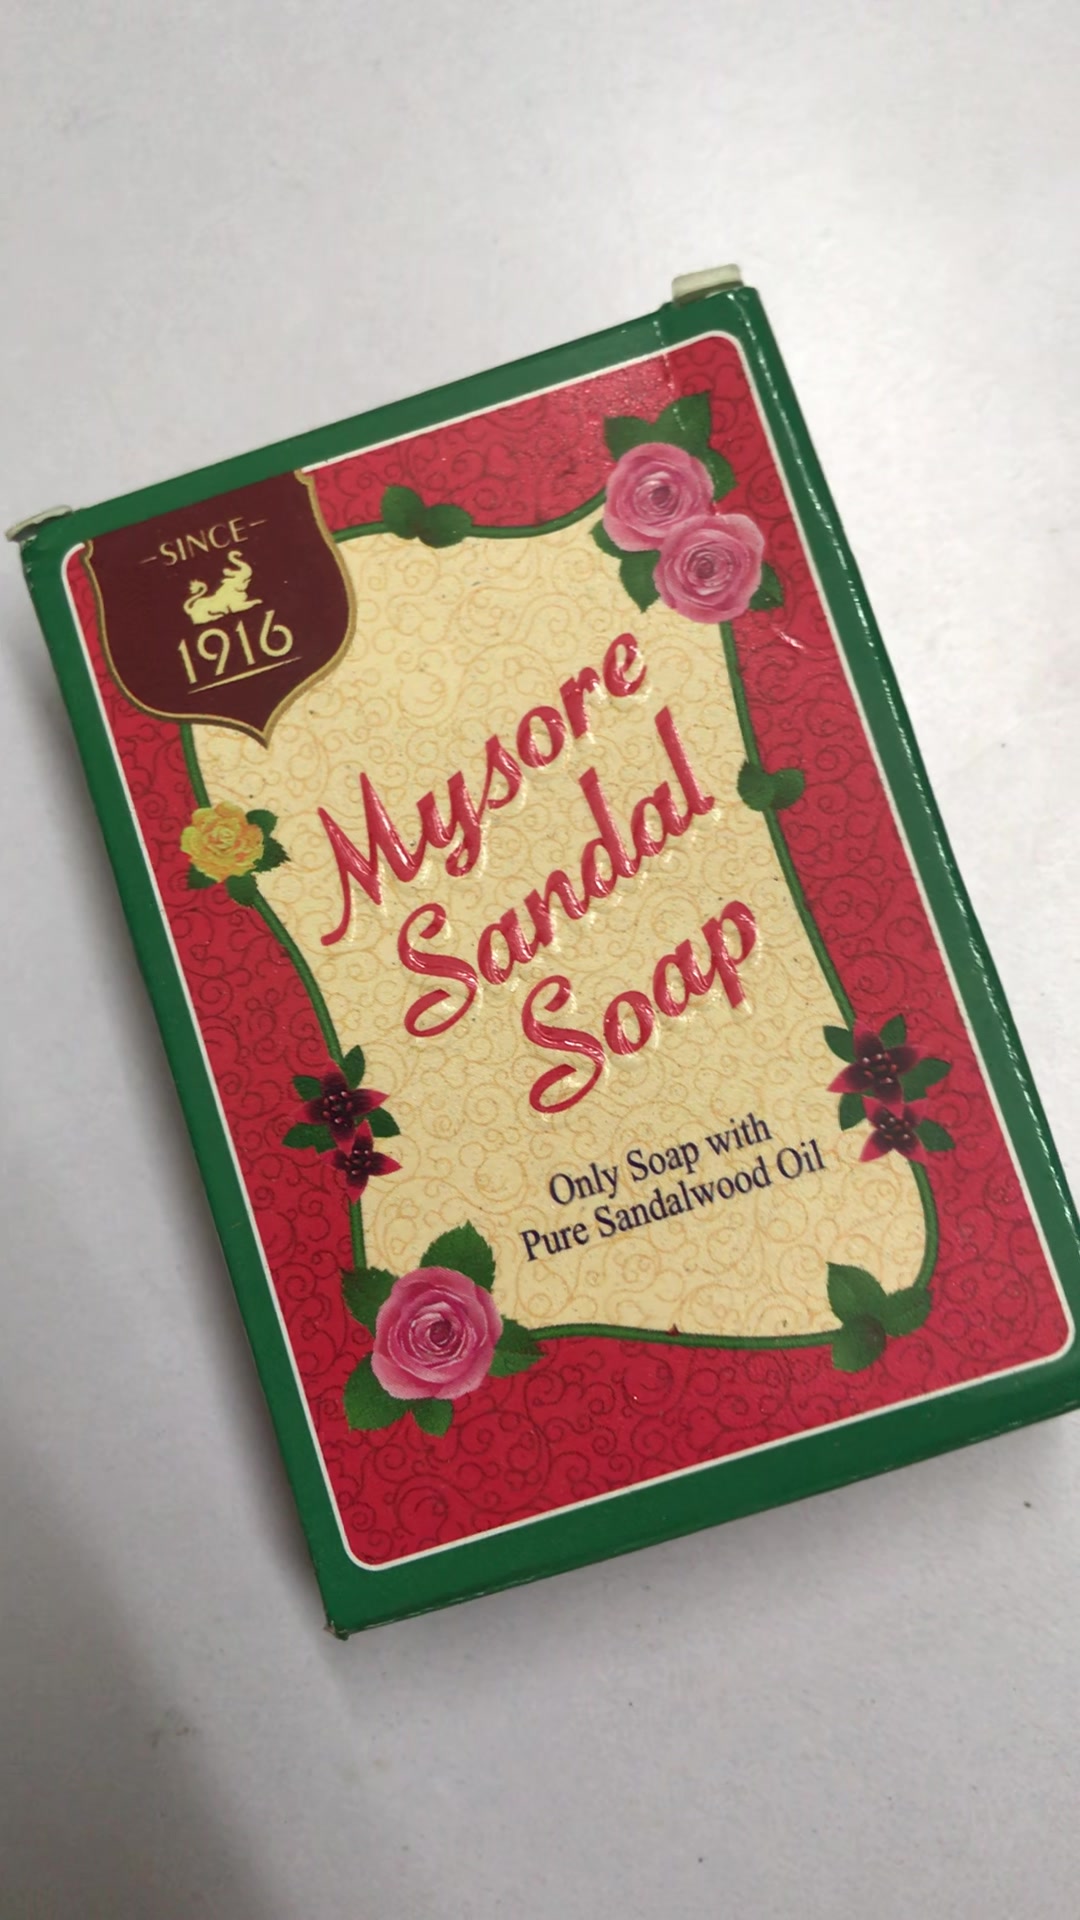 -SINCE-
1916
Mysore
Sandal
Soap
Only Soap with
Pure Sandalwood Oil